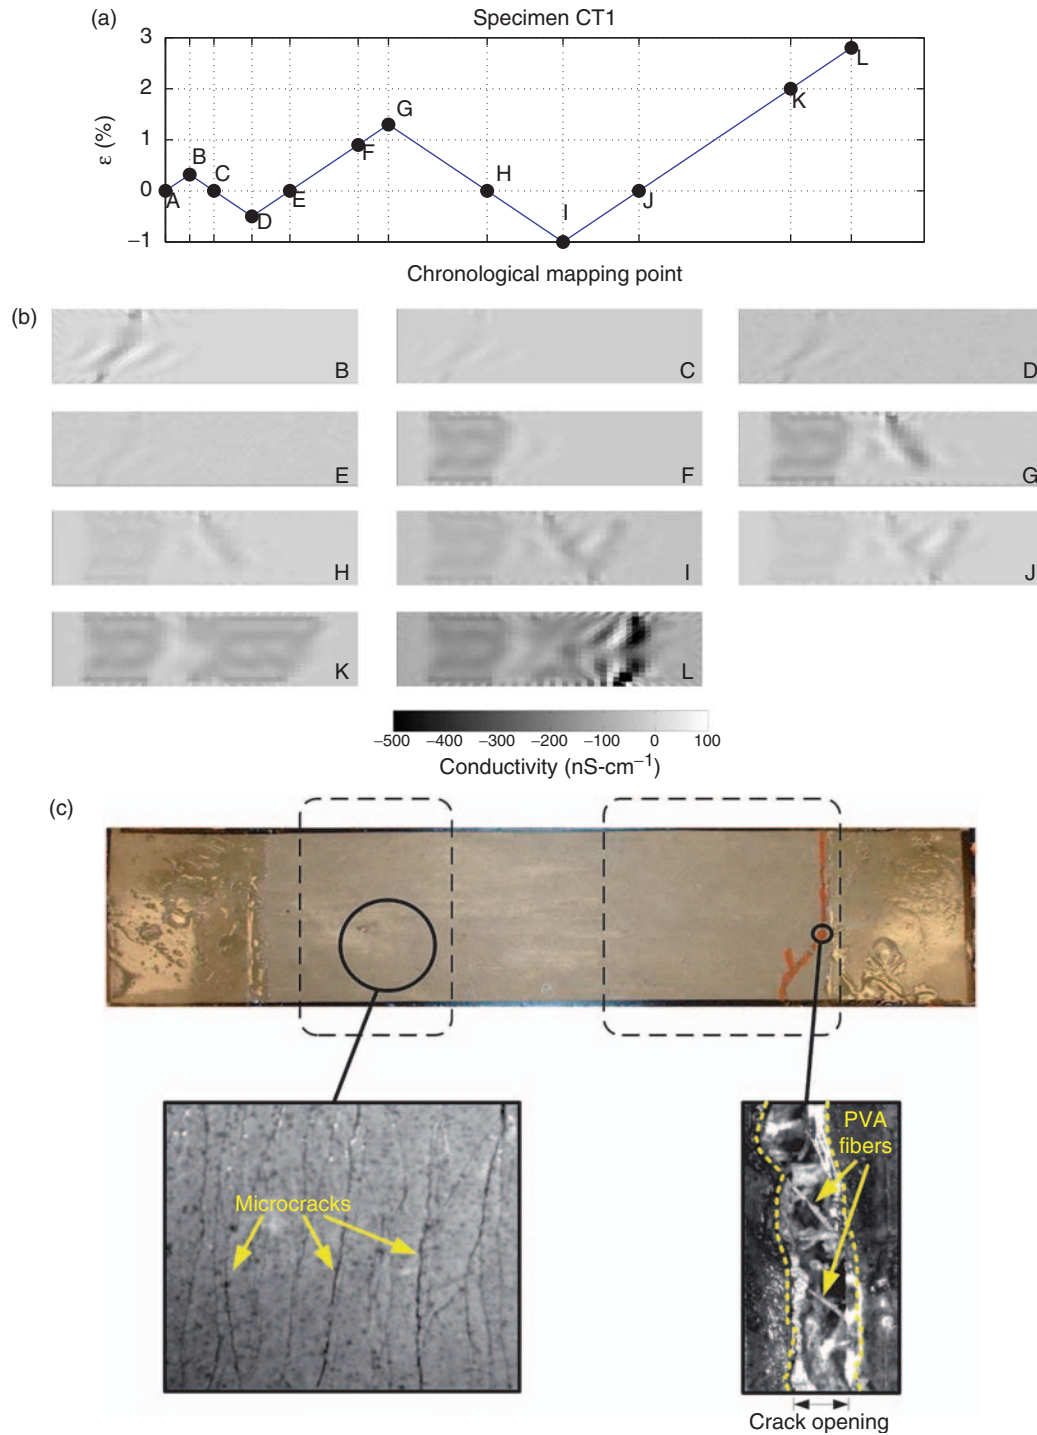 (a)
Specimen CT1
3
2
1
0
−1
ε (%)
A
B
C
D
E
F
G
H
I
J
K
L
Chronological mapping point
(b)
B
C
D
E
F
G
H
I
J
K
L
−500 −400 −300 −200 −100 0 100
Conductivity (nS-cm⁻¹)
(c)
Microcracks
PVA
fibers
Crack opening